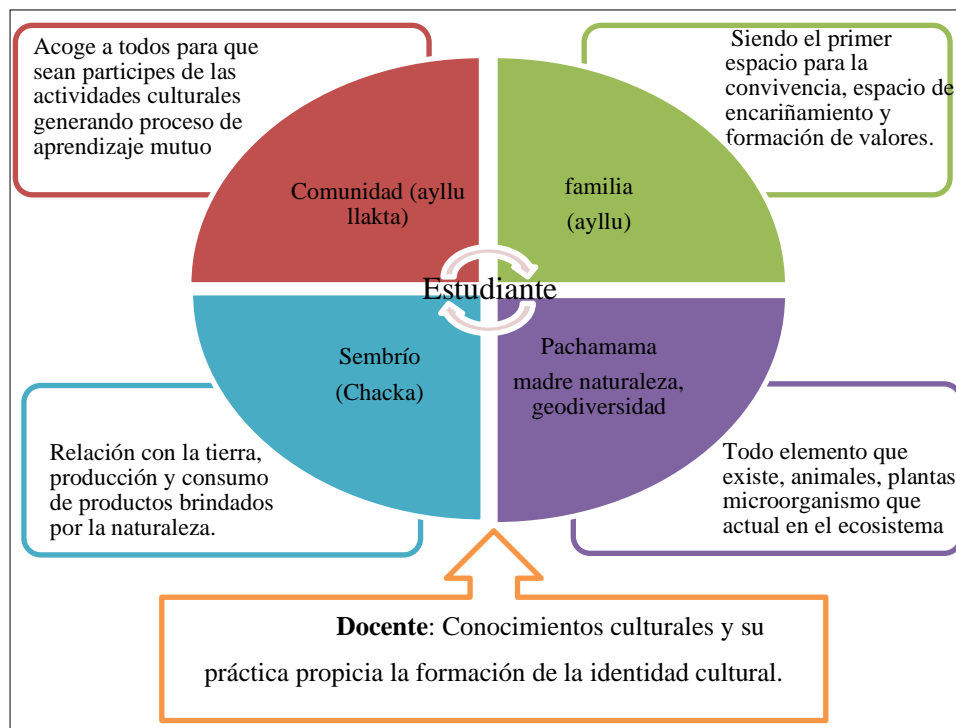 Acoge a todos para que
sean participes de las
actividades culturales
generando proceso de
aprendizaje mutuo
Siendo el primer
espacio para la
convivencia, espacio de
encariñamiento y
formación de valores.
Comunidad (ayllu
llakta)
familia
(ayllu)
Estudiante
Sembrío
(Chacka)
Pachamama
madre naturaleza,
geodiversidad
Relación con la tierra,
producción y consumo
de productos brindados
por la naturaleza.
Todo elemento que
existe, animales, plantas
microorganismo que
actual en el ecosistema
Docente: Conocimientos culturales y su
práctica propicia la formación de la identidad cultural.